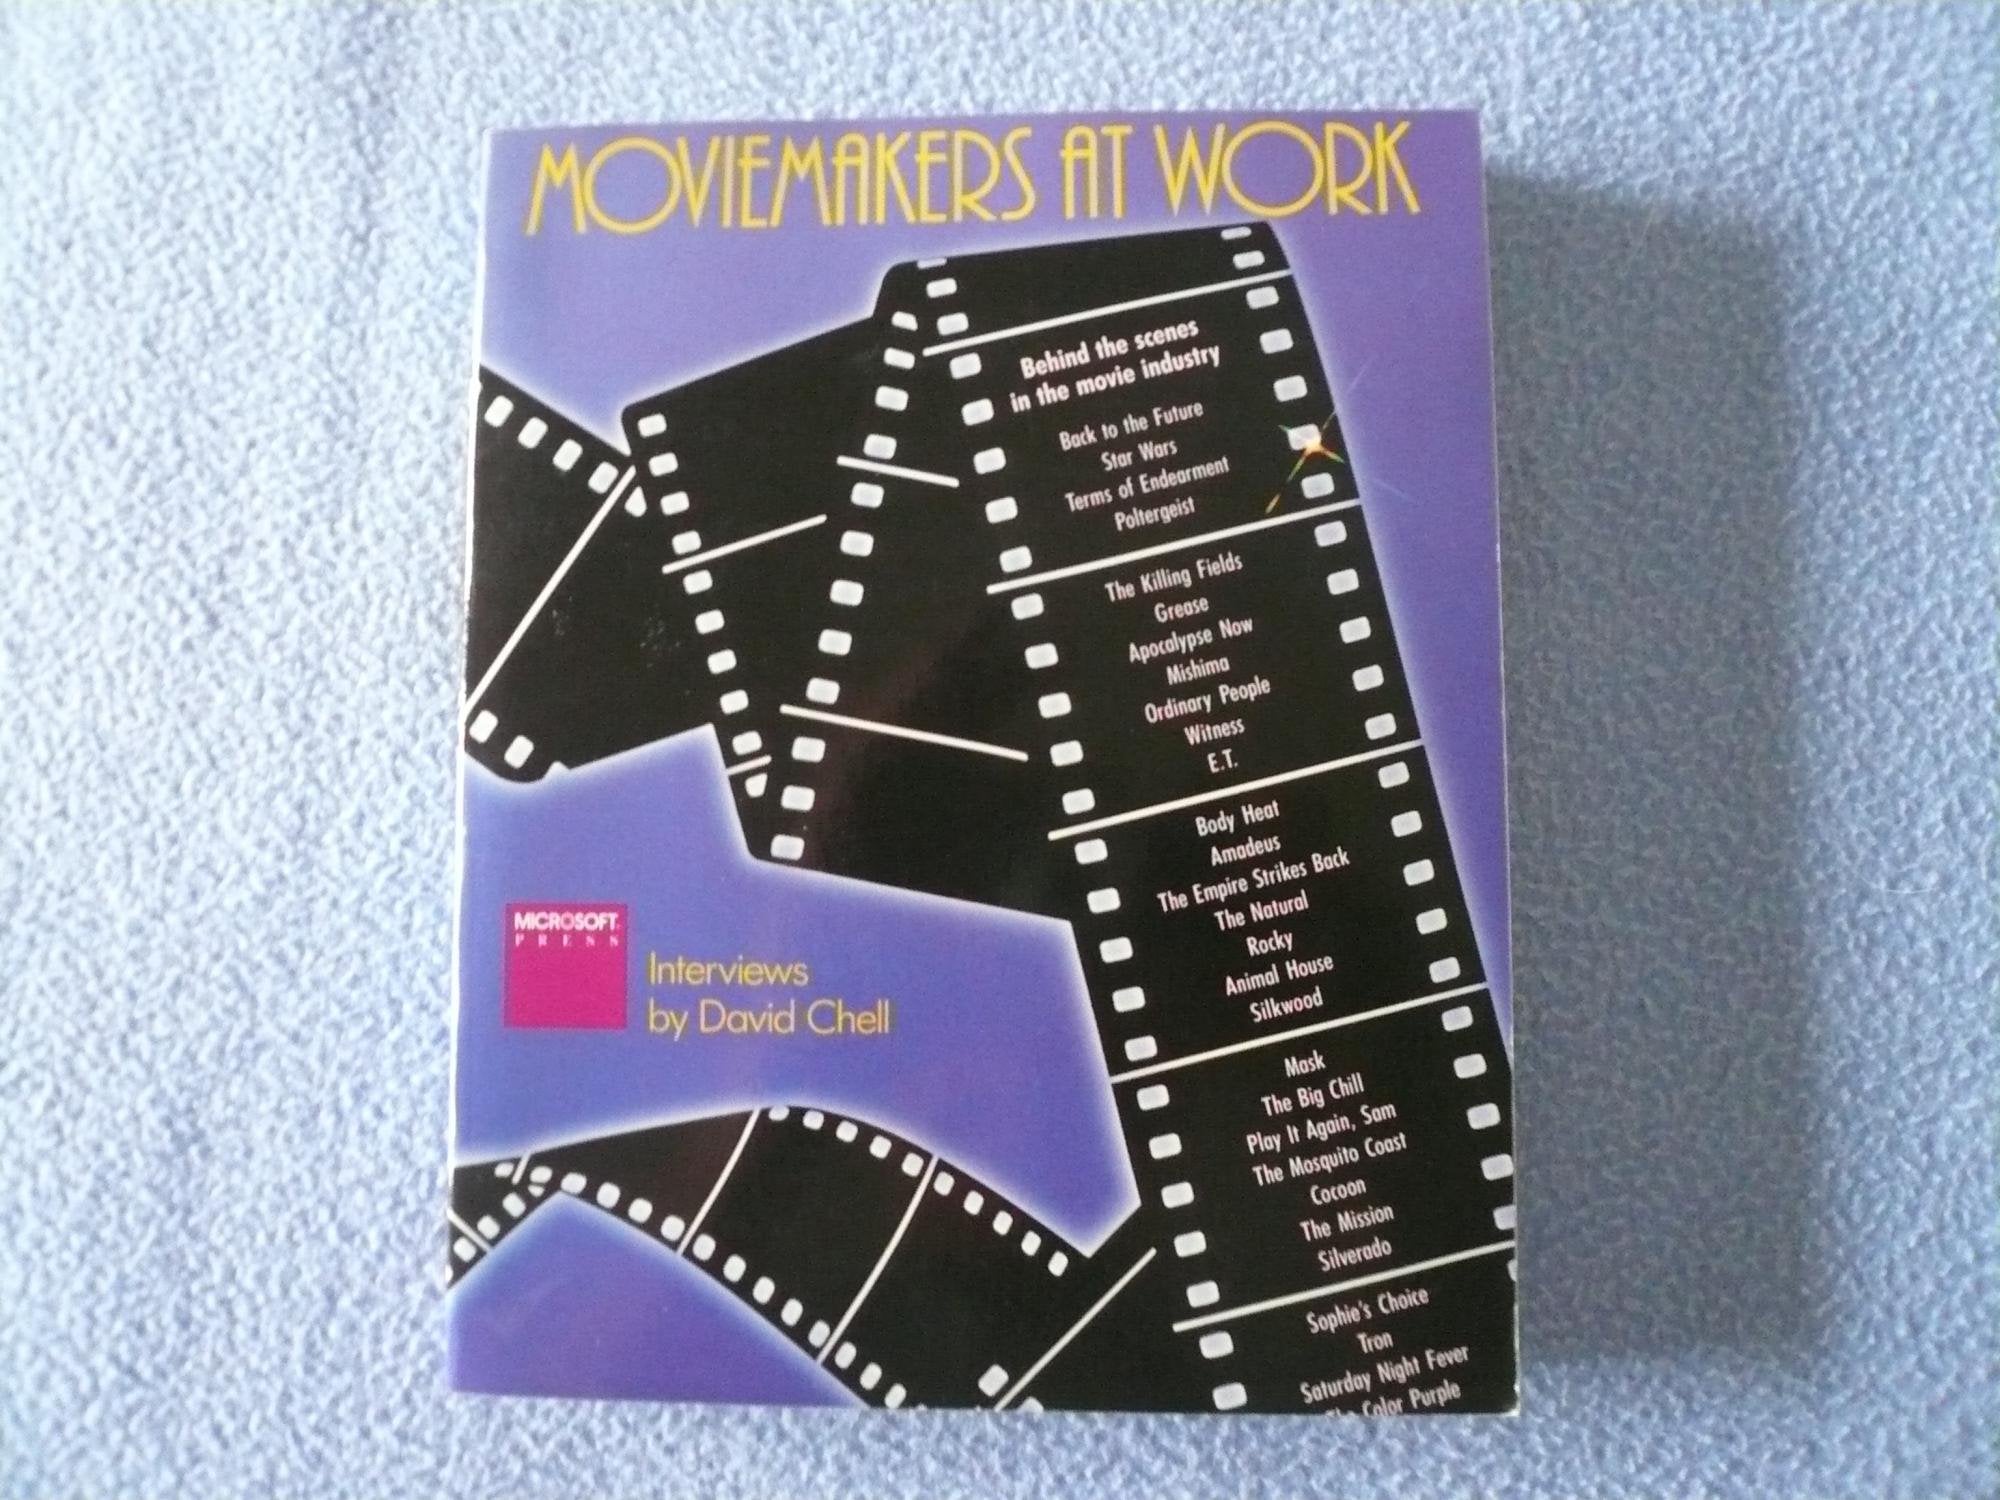 MOVIEMAKERS AT WORK
Behind the scenes
in the movie industry
Back to the Future
Star Wars
Terms of Endearment
Poltergeist
The Killing Fields
Grease
Apocalypse Now
Mishima
Ordinary People
Witness
E.T.
Body Heat
Amadeus
The Empire Strikes Back
The Natural
Rocky
Animal House
Silkwood
Mask
The Big Chill
Play It Again, Sam
The Mosquito Coast
Cocoon
The Mission
Silverado
Sophie's Choice
Tron
Saturday Night Fever
The Color Purple
MICROSOFT
PRESS
Interviews
by David Chell